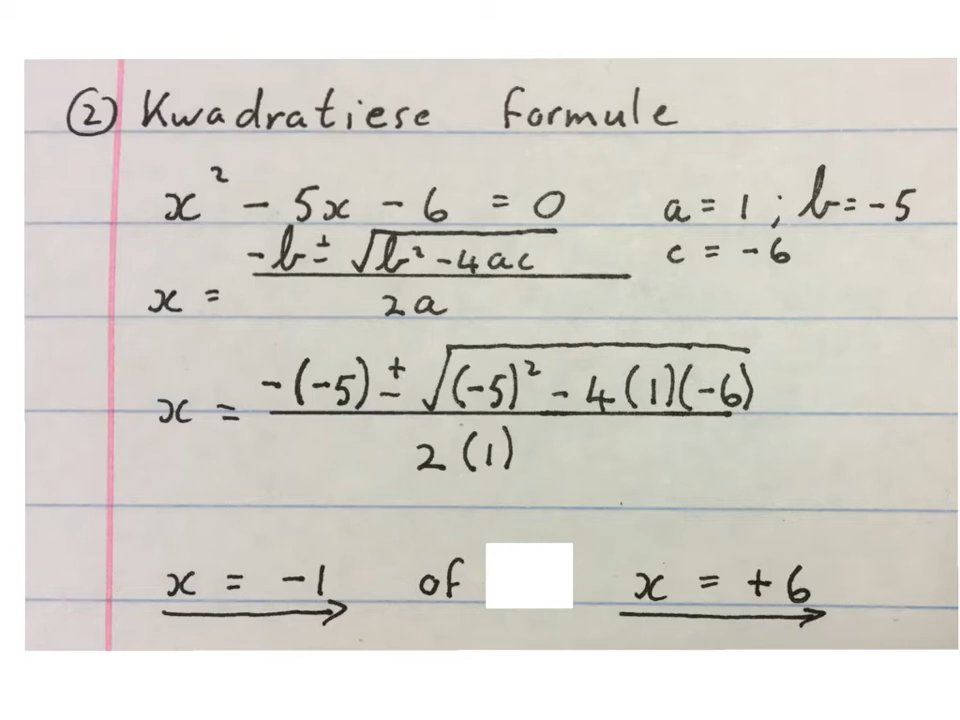 ② Kwadratiese formule
x² - 5x - 6 = 0 a = 1 ; b = -5
c = -6
x = (-b ± √(b² - 4ac)) / 2a
x = (-(-5) ± √((-5)² - 4(1)(-6))) / 2(1)
x = -1 of x = +6